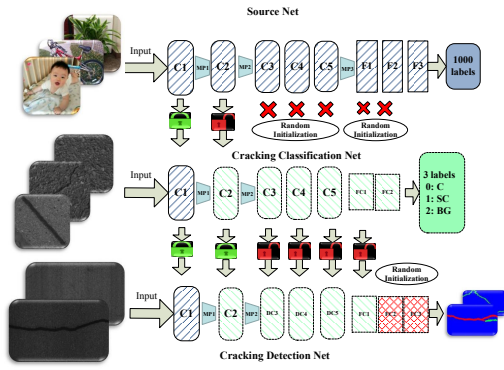 Source Net
Input
C1
MP1
C2
MP2
C3
C4
C5
MP3
F1
F2
F3
1000
labels
Random
Initialization
Random
Initialization
Cracking Classification Net
Input
C1
MP1
C2
MP2
C3
C4
C5
FC1
FC2
3 labels
0: C
1: SC
2: BG
Random
Initialization
Input
C1
MP1
C2
MP2
DC3
DC4
DC5
FC1
FC2
FC3
Cracking Detection Net